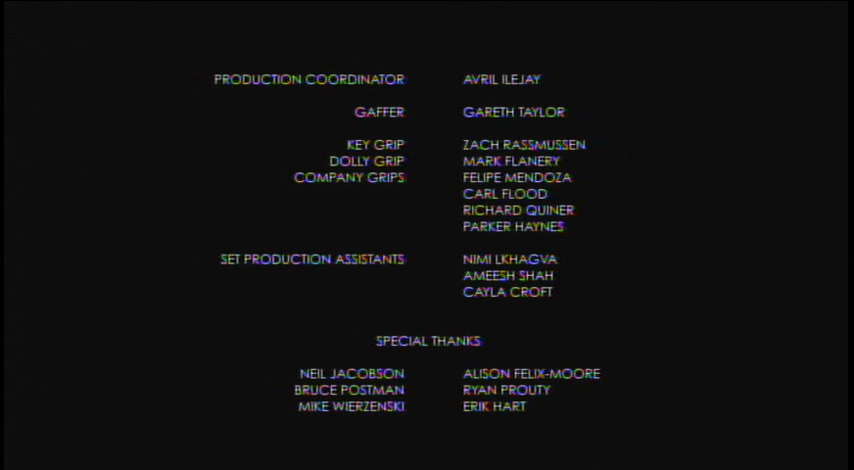 PRODUCTION COORDINATOR AVRIL ILEJAY
GAFFER GARETH TAYLOR
KEY GRIP ZACH RASSMUSSEN
DOLLY GRIP MARK FLANERY
COMPANY GRIPS FELIPE MENDOZA
CARL FLOOD
RICHARD QUINER
PARKER HAYNES
SET PRODUCTION ASSISTANTS NIMI LKHAGVA
AMEESH SHAH
CAYLA CROFT
SPECIAL THANKS
NEIL JACOBSON ALISON FELIX-MOORE
BRUCE POSTMAN RYAN PROUTY
MIKE WIERZENSKI ERIK HART